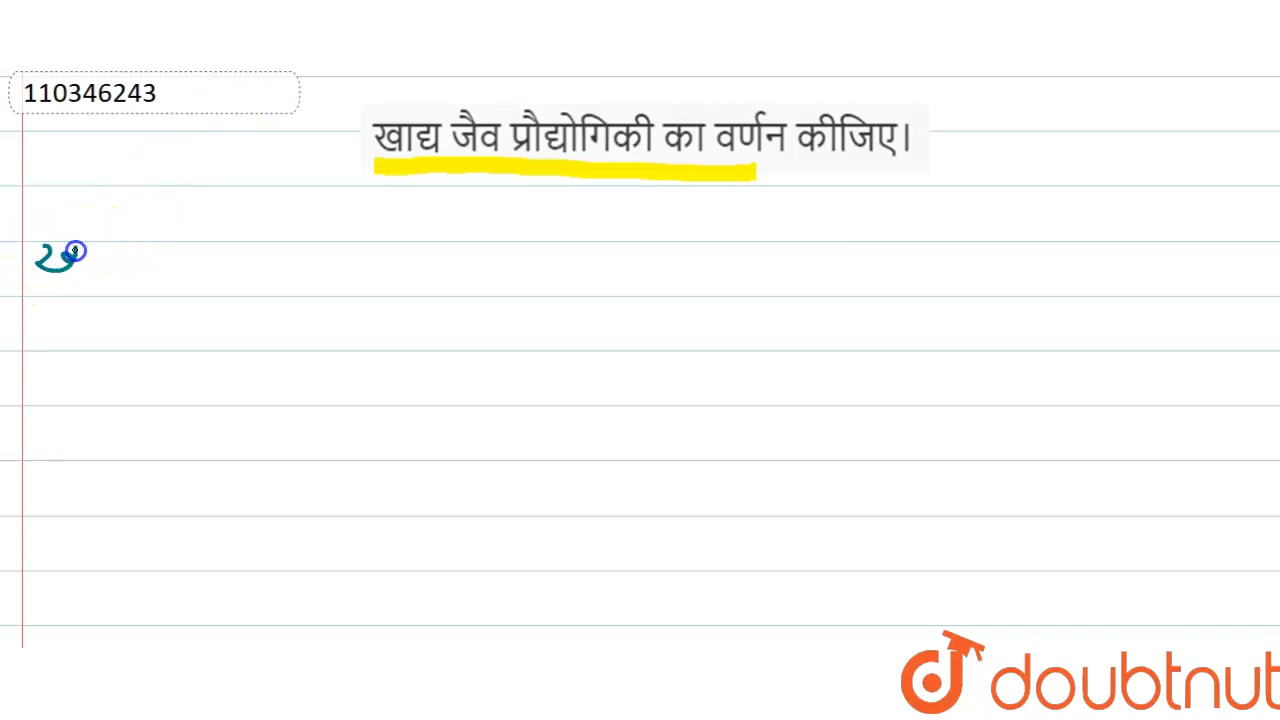 110346243
खाद्य जैव प्रौद्योगिकी का वर्णन कीजिए।
doubtnut